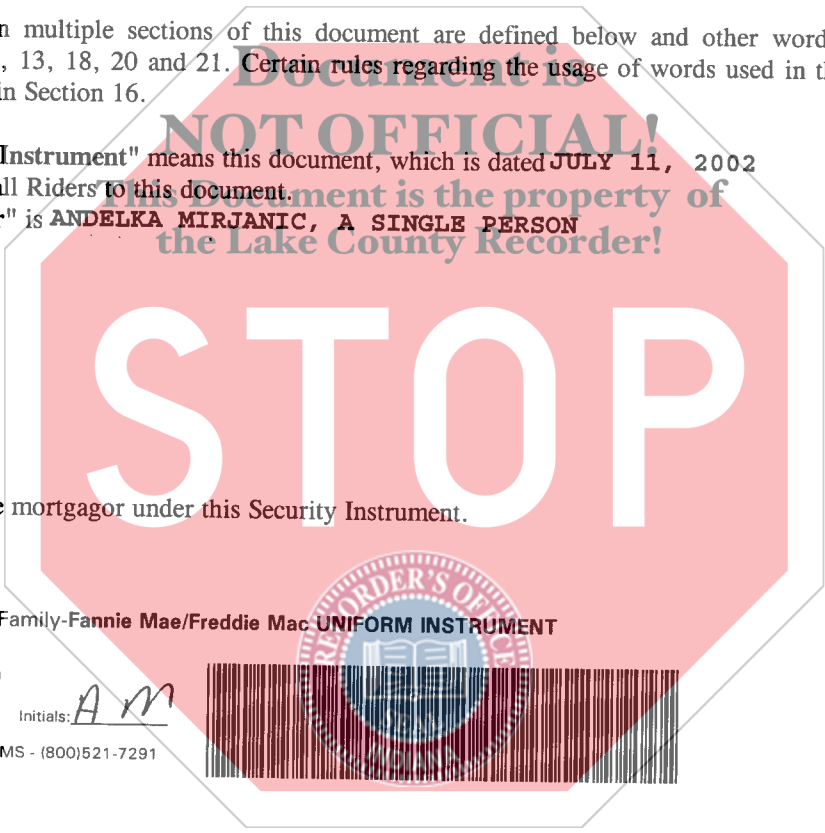 n multiple sections of this document are defined below and other word
, 13, 18, 20 and 21. Certain rules regarding the usage of words used in th
in Section 16.
Document is
NOT OFFICIAL!
This Document is the property of
the Lake County Recorder!
Instrument" means this document, which is dated JULY 11, 2002
ll Riders to this document.
" is ANDELKA MIRJANIC, A SINGLE PERSON
STOP
e mortgagor under this Security Instrument.
Family-Fannie Mae/Freddie Mac UNIFORM INSTRUMENT
RECORDER'S OFFICE
SEAL
INDIANA
Initials: A M
MS - (800)521-7291